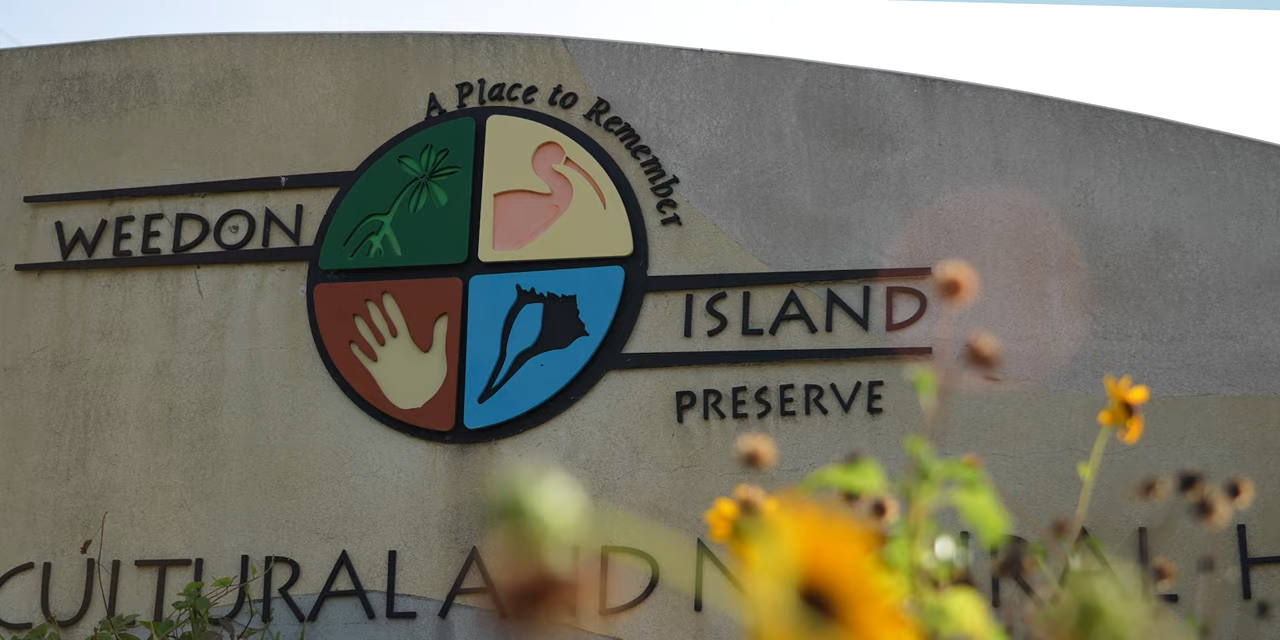 A Place to Remember
WEEDON
ISLAND
PRESERVE
CULTURAL AND